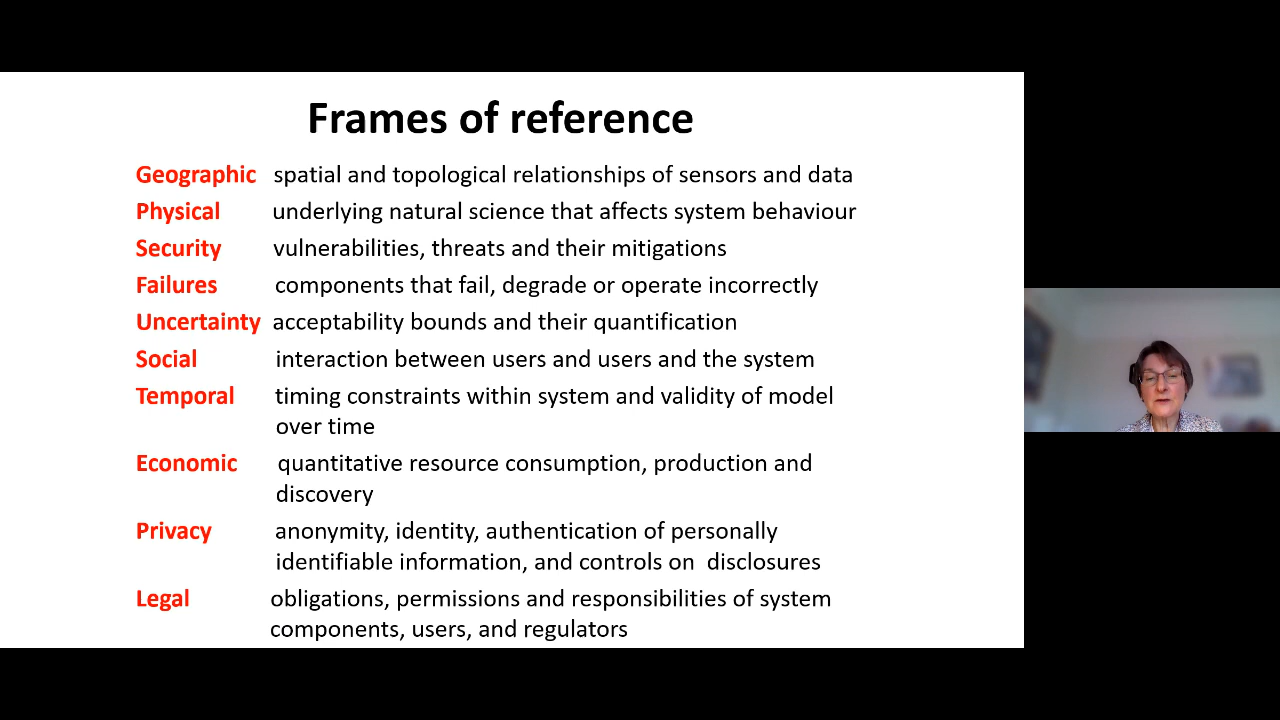 Frames of reference
Geographic spatial and topological relationships of sensors and data
Physical underlying natural science that affects system behaviour
Security vulnerabilities, threats and their mitigations
Failures components that fail, degrade or operate incorrectly
Uncertainty acceptability bounds and their quantification
Social interaction between users and users and the system
Temporal timing constraints within system and validity of model
over time
Economic quantitative resource consumption, production and
discovery
Privacy anonymity, identity, authentication of personally
identifiable information, and controls on disclosures
Legal obligations, permissions and responsibilities of system
components, users, and regulators